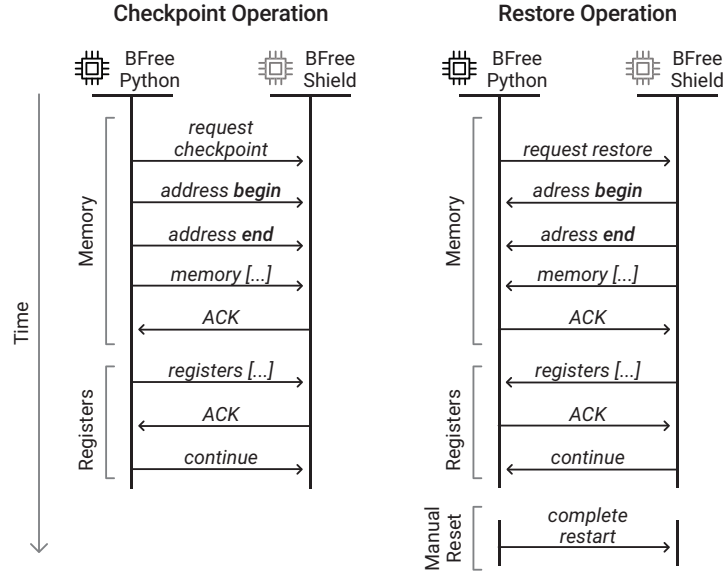 Checkpoint Operation
Restore Operation
BFree
Python
BFree
Shield
BFree
Python
BFree
Shield
Time
Memory
request
checkpoint
address begin
address end
memory [...]
ACK
Registers
registers [...]
ACK
continue
Memory
request restore
adress begin
adress end
memory [...]
ACK
Registers
registers [...]
ACK
continue
Manual
Reset
complete
restart